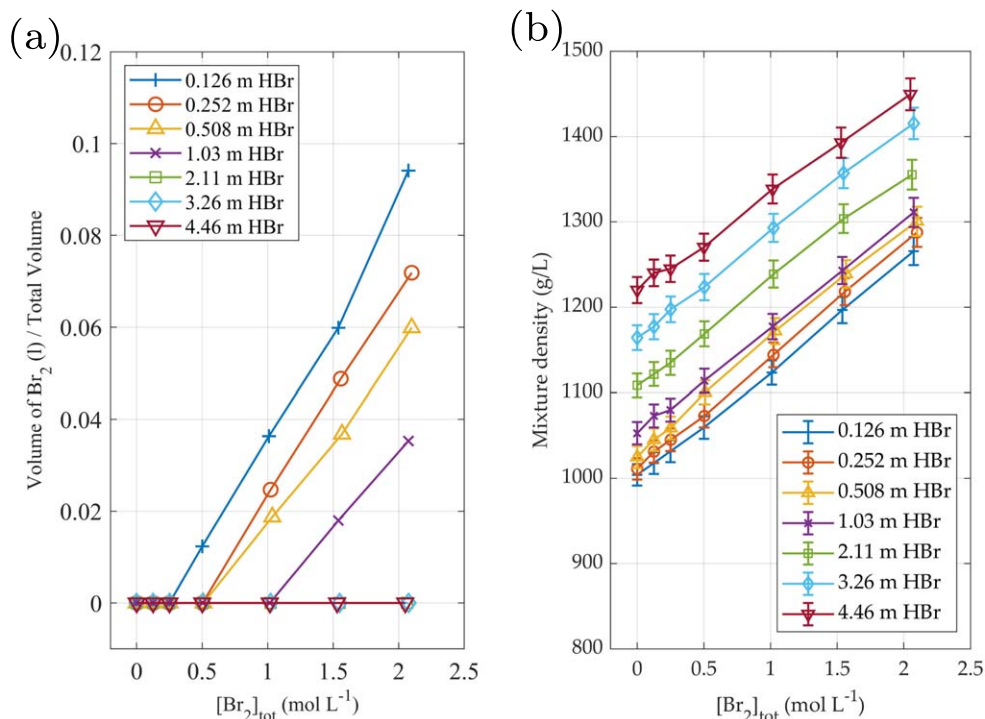 (a)
0.12
0.1
0.08
0.06
0.04
0.02
0
Volume of Br2 (l) / Total Volume
0.126 m HBr
0.252 m HBr
0.508 m HBr
1.03 m HBr
2.11 m HBr
3.26 m HBr
4.46 m HBr
0 0.5 1 1.5 2 2.5
[Br2]tot (mol L-1)
(b)
1500
1400
1300
1200
1100
1000
900
800
Mixture density (g/L)
0.126 m HBr
0.252 m HBr
0.508 m HBr
1.03 m HBr
2.11 m HBr
3.26 m HBr
4.46 m HBr
0 0.5 1 1.5 2 2.5
[Br2]tot (mol L-1)